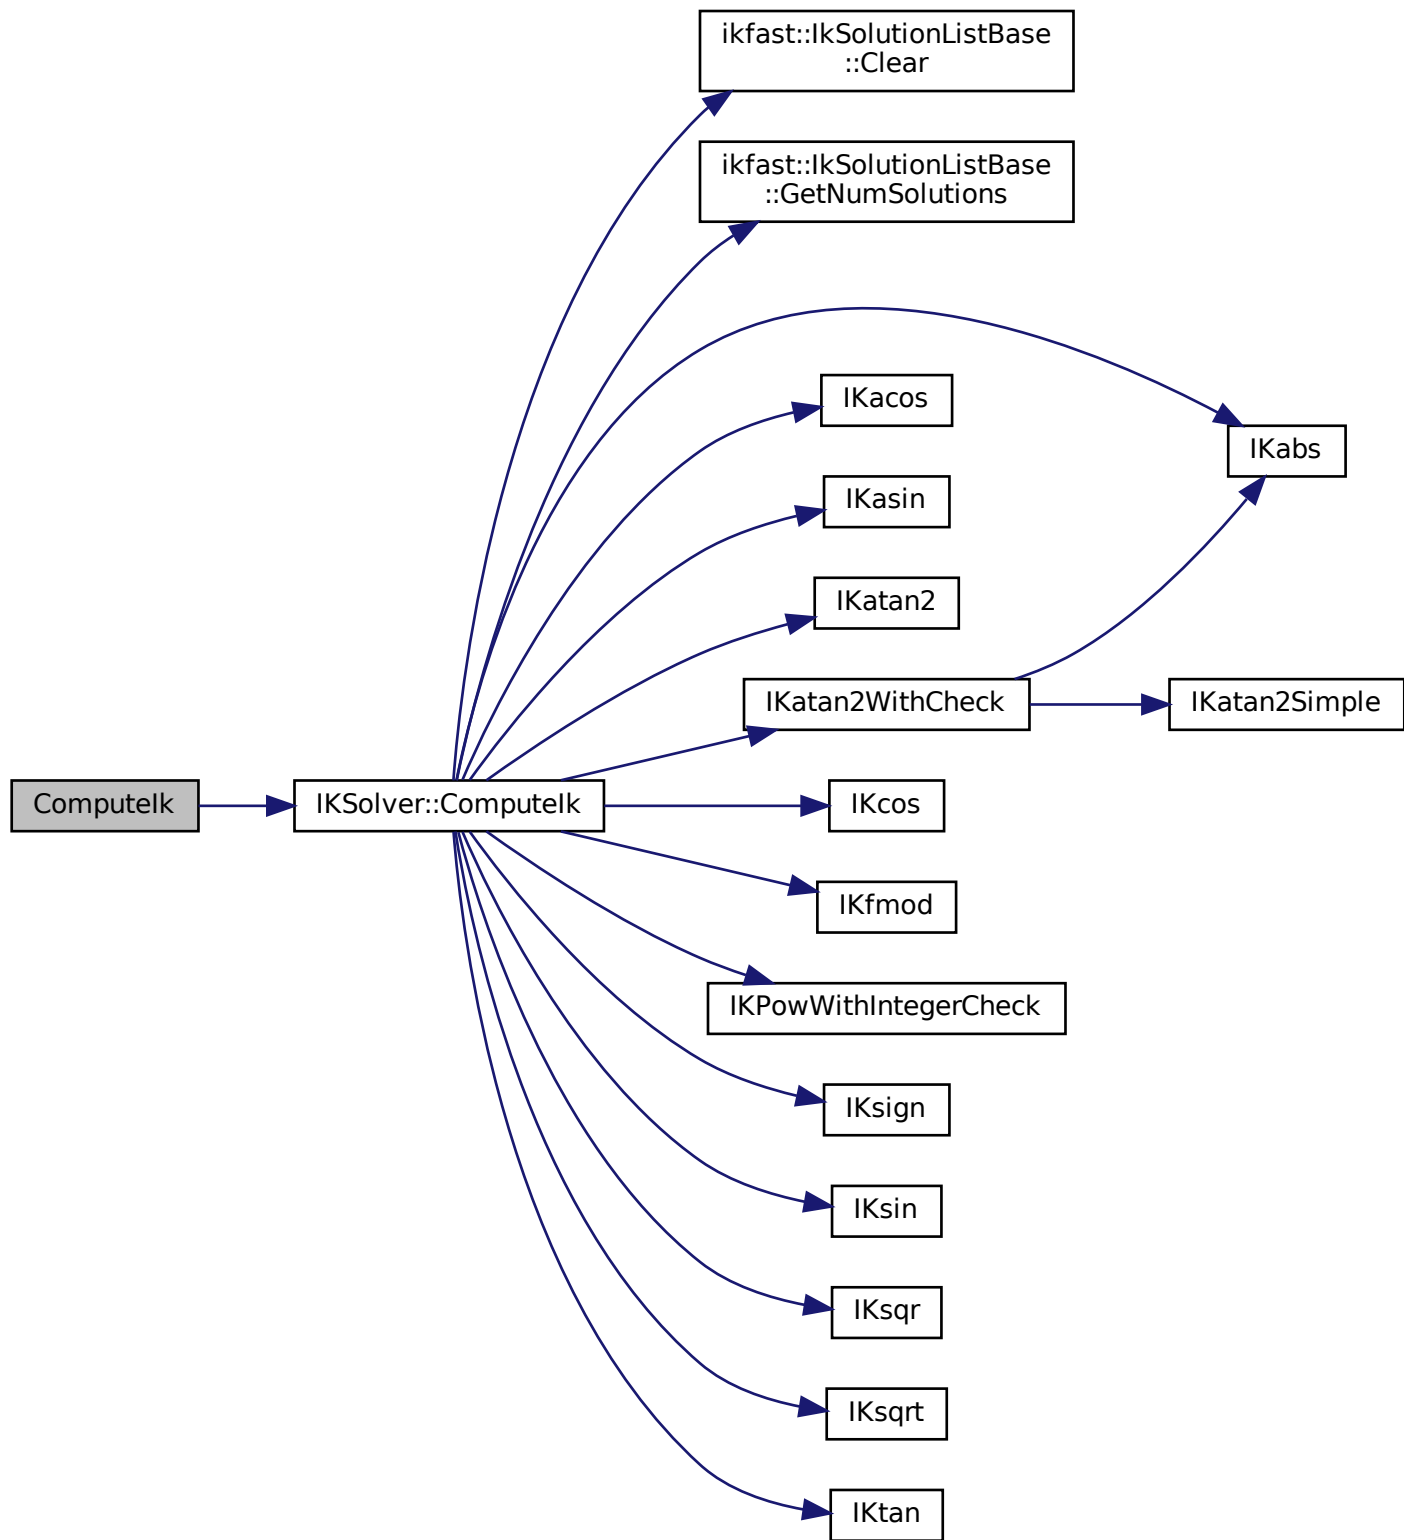 ikfast::IkSolutionListBase
::Clear
ikfast::IkSolutionListBase
::GetNumSolutions
IKacos
IKabs
IKasin
IKatan2
IKatan2WithCheck
IKatan2Simple
ComputeIk
IKSolver::ComputeIk
IKcos
IKfmod
IKPowWithIntegerCheck
IKsign
IKsin
IKsqr
IKsqrt
IKtan